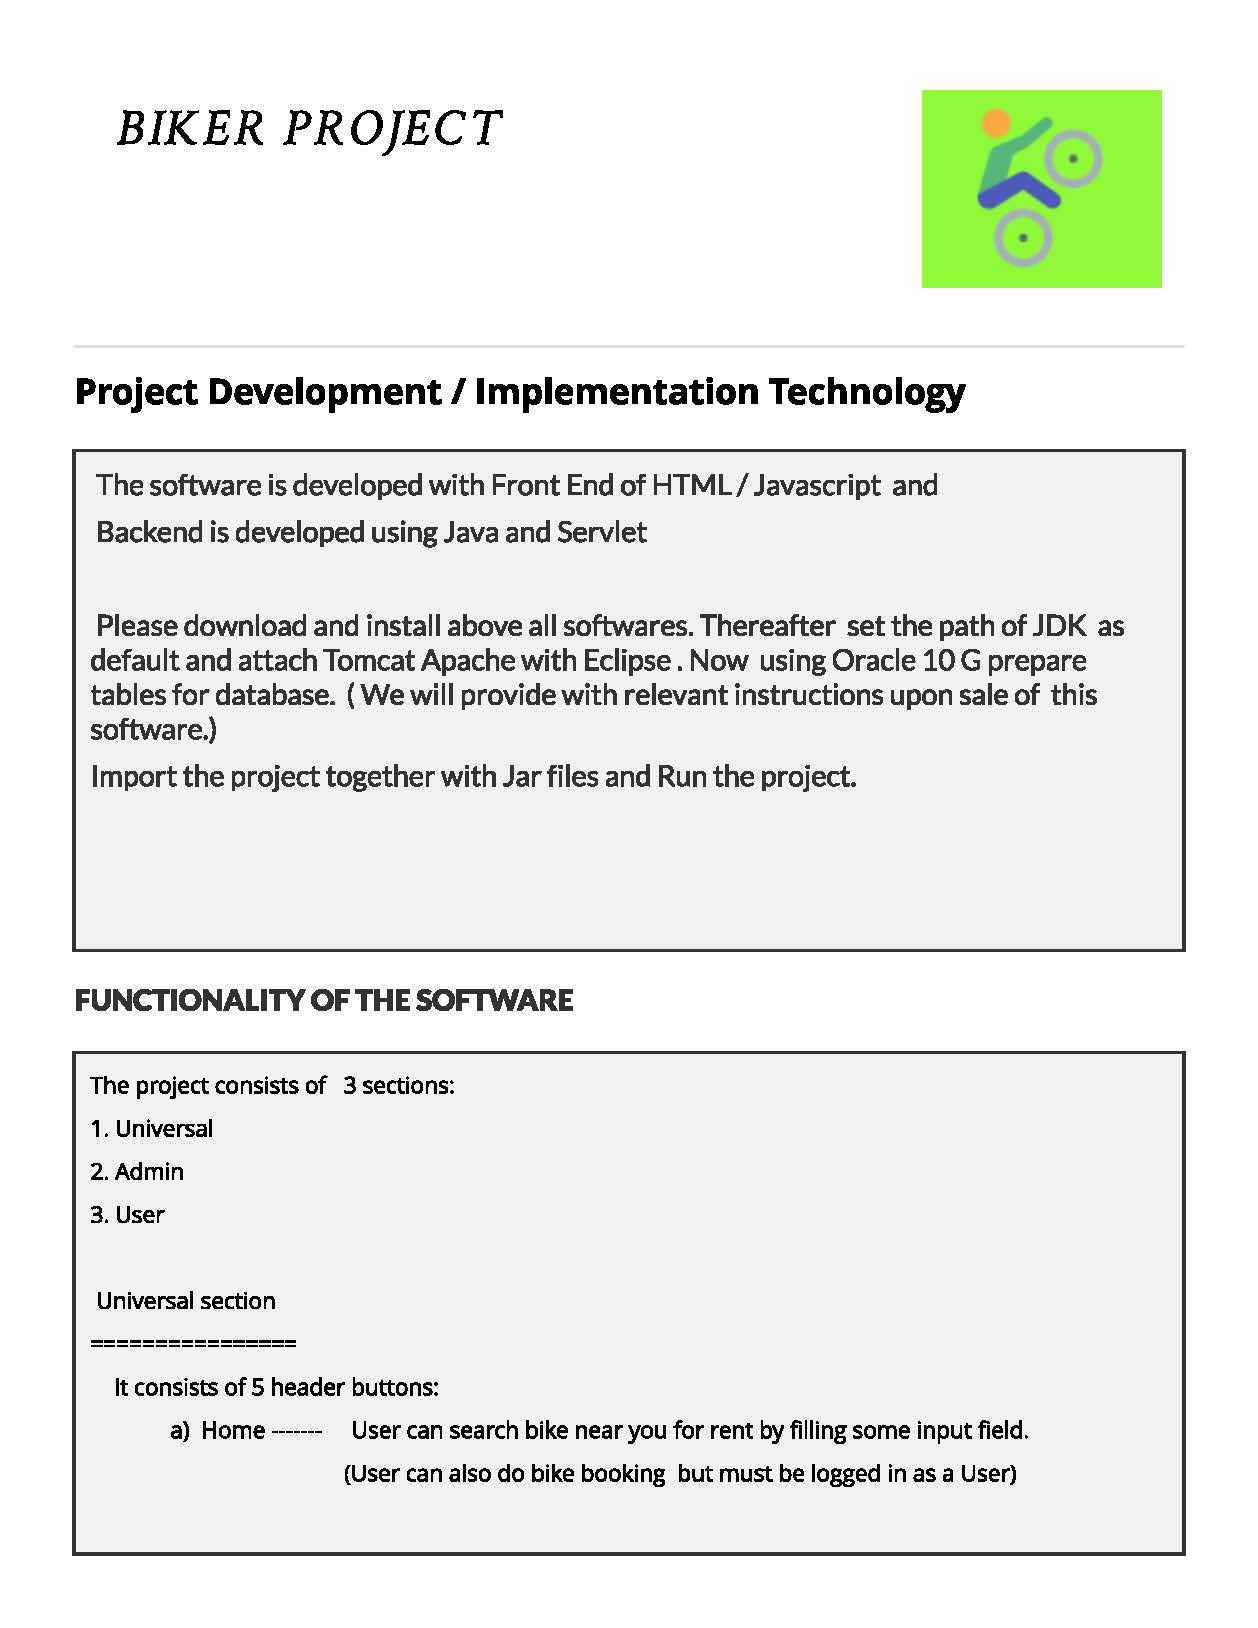 BIKER PROJECT
Project Development / Implementation Technology
The software is developed with Front End of HTML / Javascript and
Backend is developed using Java and Servlet
Please download and install above all softwares. Thereafter set the path of JDK as
default and attach Tomcat Apache with Eclipse . Now using Oracle 10 G prepare
tables for database. ( We will provide with relevant instructions upon sale of this
software.)
Import the project together with Jar files and Run the project.
FUNCTIONALITY OF THE SOFTWARE
The project consists of 3 sections:
1. Universal
2. Admin
3. User
Universal section
================
It consists of 5 header buttons:
a) Home ------- User can search bike near you for rent by filling some input field.
(User can also do bike booking but must be logged in as a User)